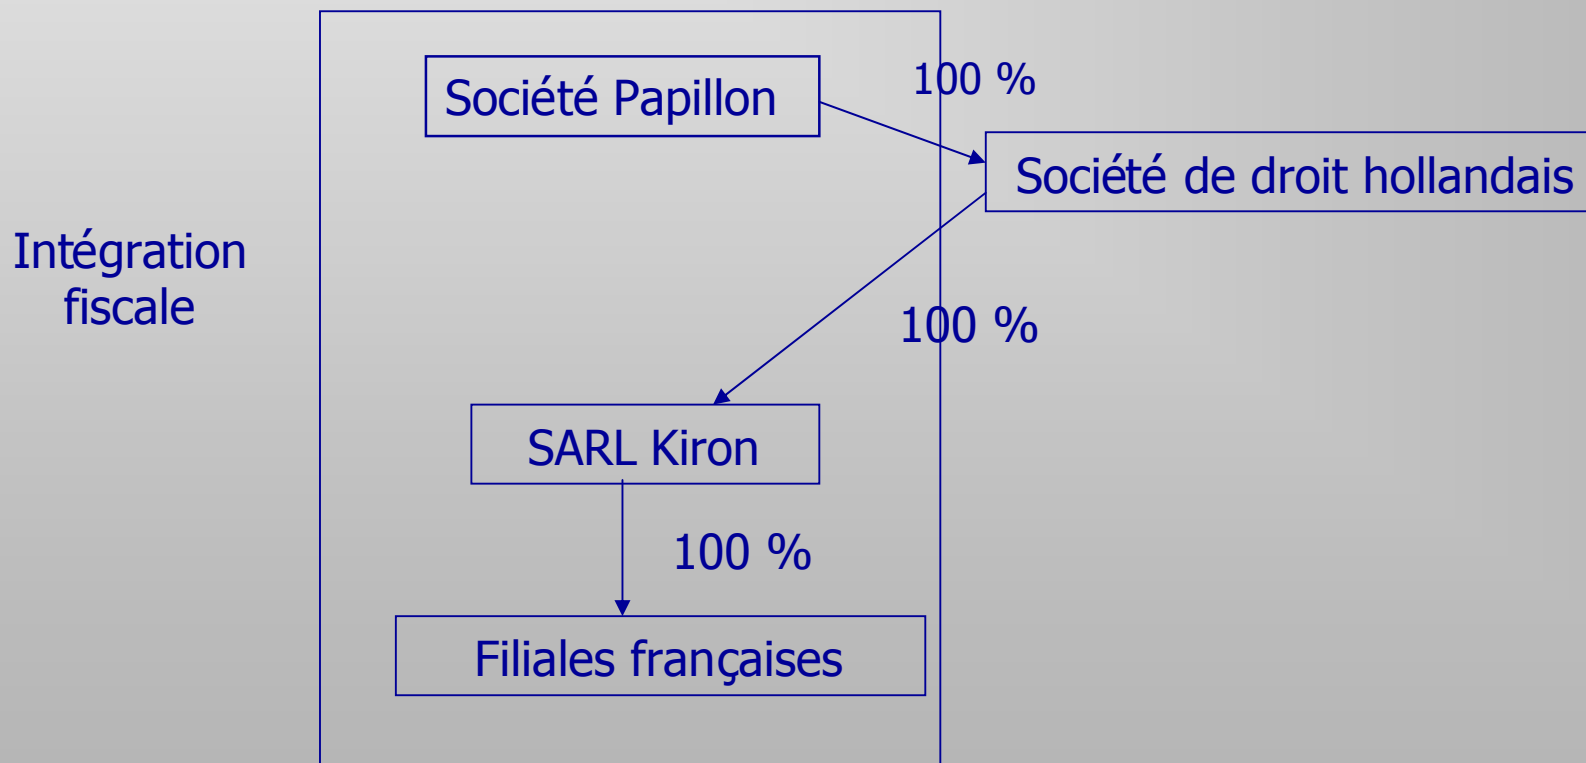 Société Papillon
100 %
Société de droit hollandais
Intégration
fiscale
100 %
SARL Kiron
100 %
Filiales françaises